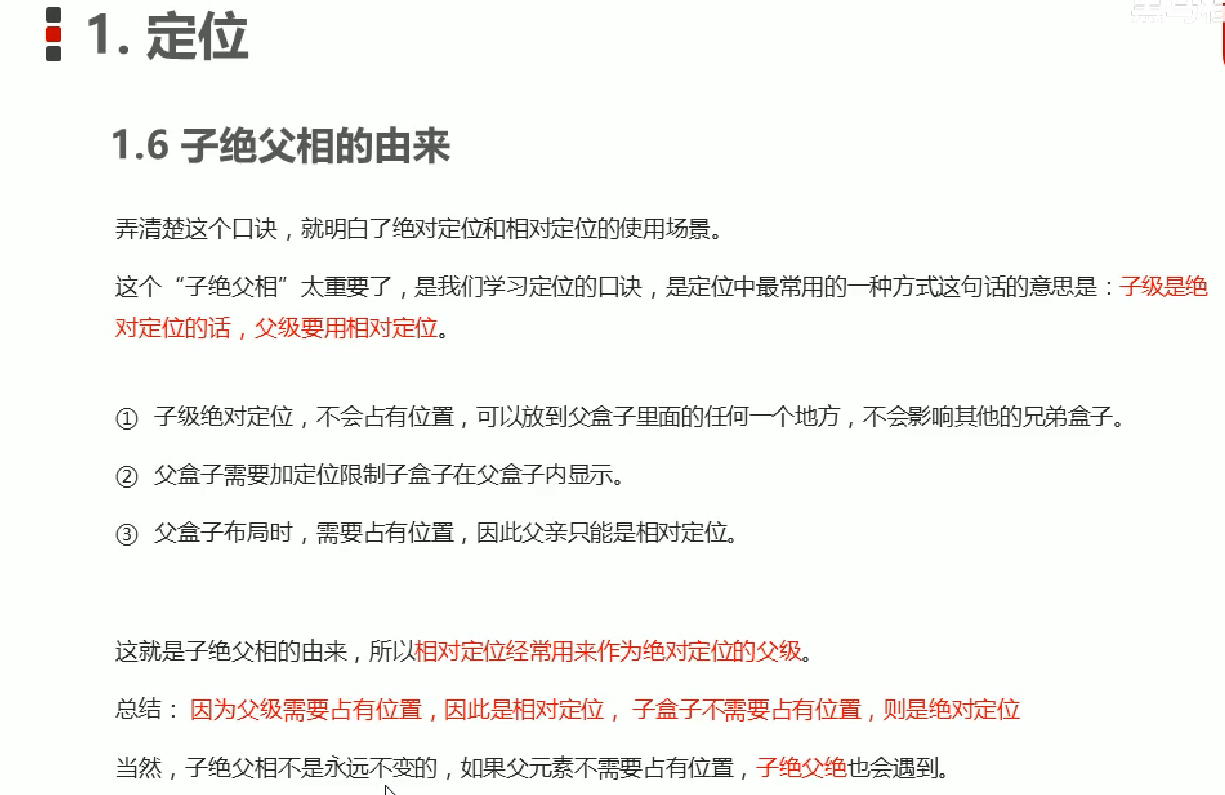 1. 定位
1.6 子绝父相的由来
弄清楚这个口诀，就明白了绝对定位和相对定位的使用场景。
这个“子绝父相”太重要了，是我们学习定位的口诀，是定位中最常用的一种方式这句话的意思是：子级是绝
对定位的话，父级要用相对定位。
① 子级绝对定位，不会占有位置，可以放到父盒子里面的任何一个地方，不会影响其他的兄弟盒子。
② 父盒子需要加定位限制子盒子在父盒子内显示。
③ 父盒子布局时，需要占有位置，因此父亲只能是相对定位。
这就是子绝父相的由来，所以相对定位经常用来作为绝对定位的父级。
总结： 因为父级需要占有位置，因此是相对定位， 子盒子不需要占有位置，则是绝对定位
当然，子绝父相不是永远不变的，如果父元素不需要占有位置，子绝父绝也会遇到。